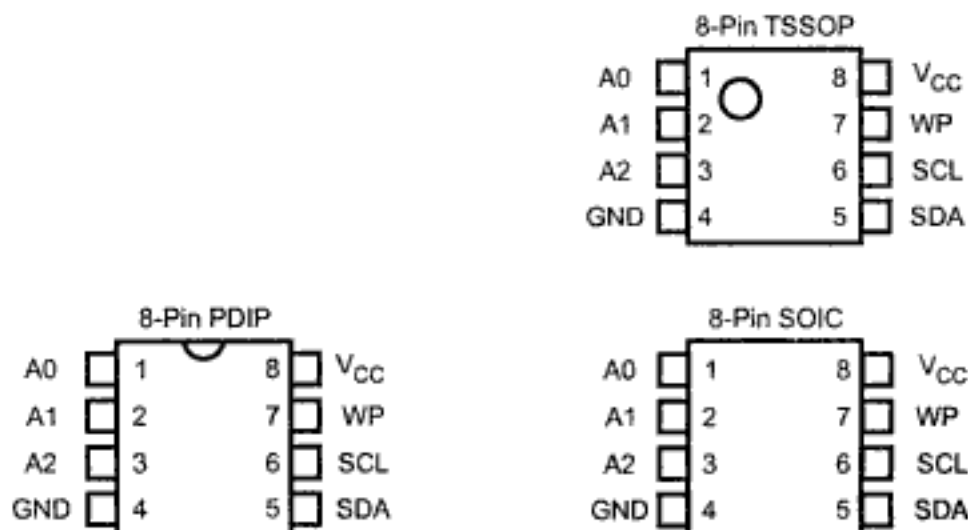 8-Pin TSSOP
A0 1 8 VCC
A1 2 7 WP
A2 3 6 SCL
GND 4 5 SDA
8-Pin PDIP
A0 1 8 VCC
A1 2 7 WP
A2 3 6 SCL
GND 4 5 SDA
8-Pin SOIC
A0 1 8 VCC
A1 2 7 WP
A2 3 6 SCL
GND 4 5 SDA